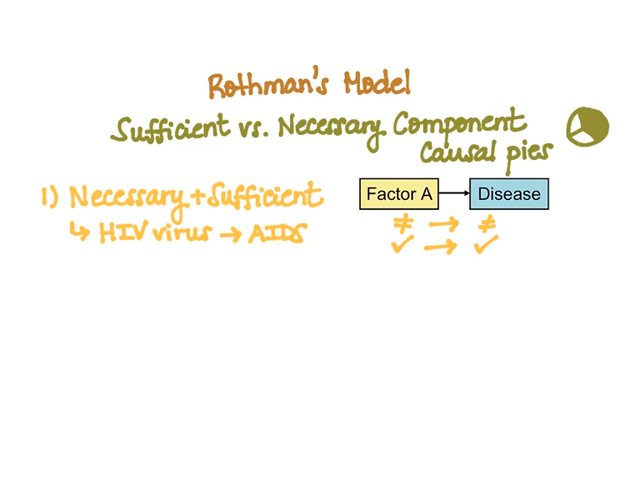 Rothman's Model
Sufficient vs. Necessary Component
Causal pies
1) Necessary + Sufficient
Factor A → Disease
↳ HIV virus → AIDS
≠ → ≠
✓ → ✓